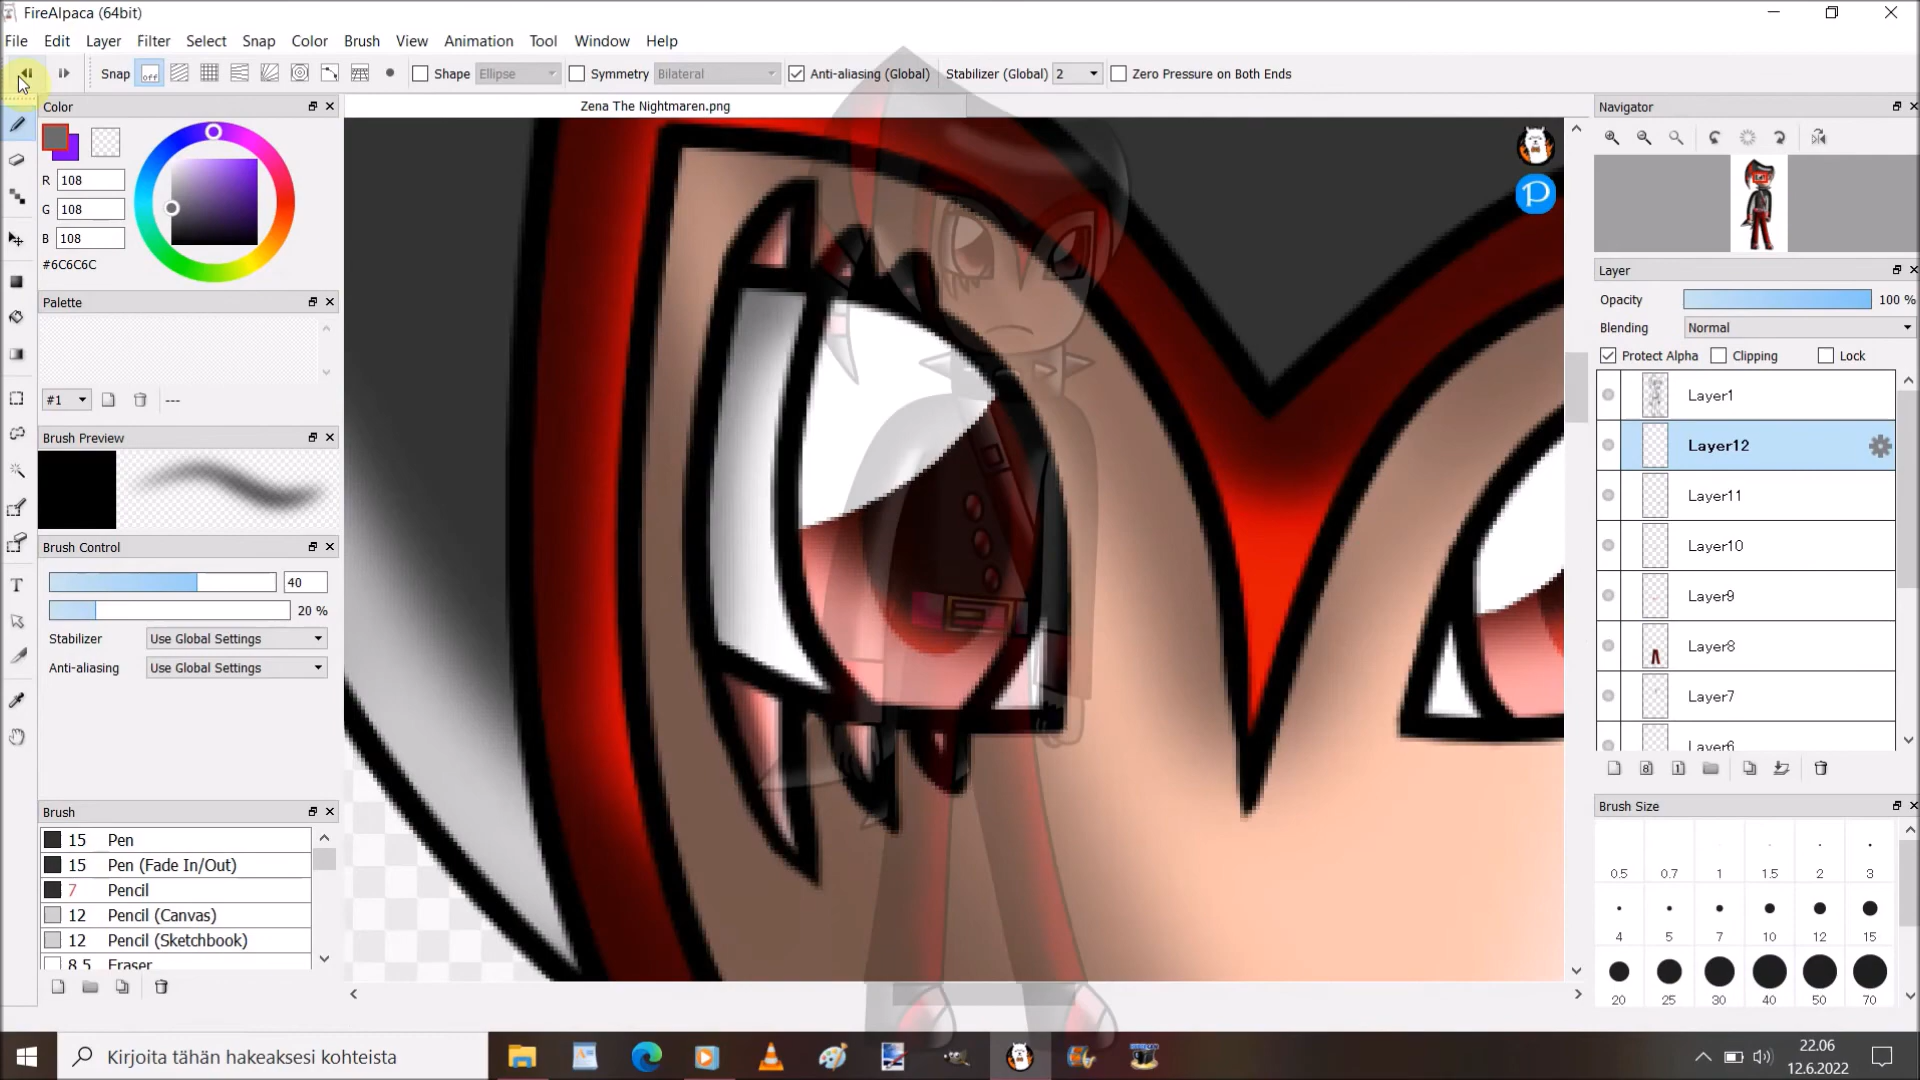 FireAlpaca (64bit)
File Edit Layer Filter Select Snap Color Brush View Animation Tool Window Help
Snap off Shape Ellipse Symmetry Bilateral Anti-aliasing (Global) Stabilizer (Global) 2 Zero Pressure on Both Ends
Color
Zena The Nightmaren.png
Navigator
R 108
G 108
B 108
#6C6C6C
Palette
#1 ---
Brush Preview
Brush Control
40
20 %
Stabilizer Use Global Settings
Anti-aliasing Use Global Settings
Brush
15 Pen
15 Pen (Fade In/Out)
7 Pencil
12 Pencil (Canvas)
12 Pencil (Sketchbook)
8.5 Eraser
P
Layer
Opacity 100 %
Blending Normal
Protect Alpha Clipping Lock
Layer1
Layer12
Layer11
Layer10
Layer9
Layer8
Layer7
Layer6
8 1
Brush Size
0.5 0.7 1 1.5 2 3
4 5 7 10 12 15
20 25 30 40 50 70
Kirjoita tähän hakeaksesi kohteista
22.06
12.6.2022